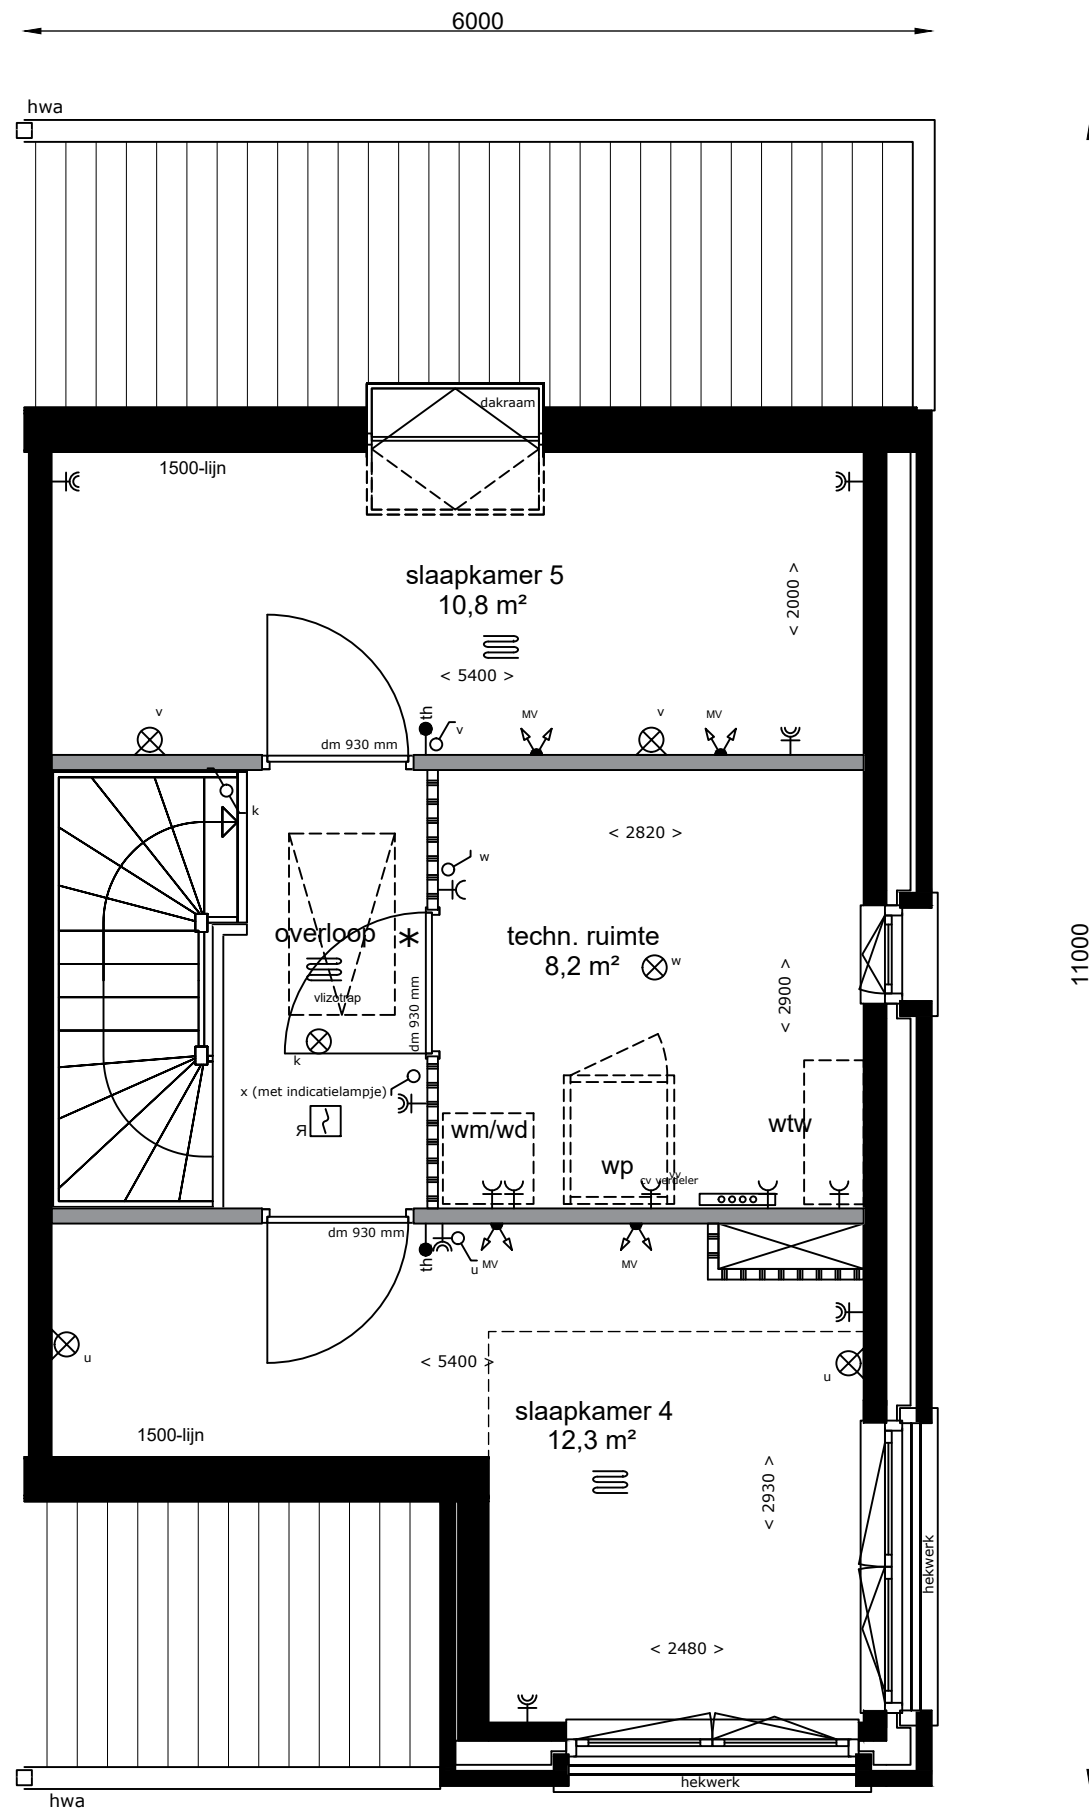 6000
hwa
dakraam
1500-lijn
slaapkamer 5
10,8 m²
< 2000 >
< 5400 >
v
th
v
MV
v
MV
dm 930 mm
k
< 2820 >
w
overloop *
techn. ruimte
8,2 m²
w
11000
vlizotrap
dm 930 mm
< 2900 >
k
x (met indicatielampje)
Я
wm/wd
wtw
wp
vv
cv verdeler
dm 930 mm
th
u
MV
MV
u
< 5400 >
u
slaapkamer 4
12,3 m²
1500-lijn
< 2930 >
hekwerk
< 2480 >
hekwerk
hwa